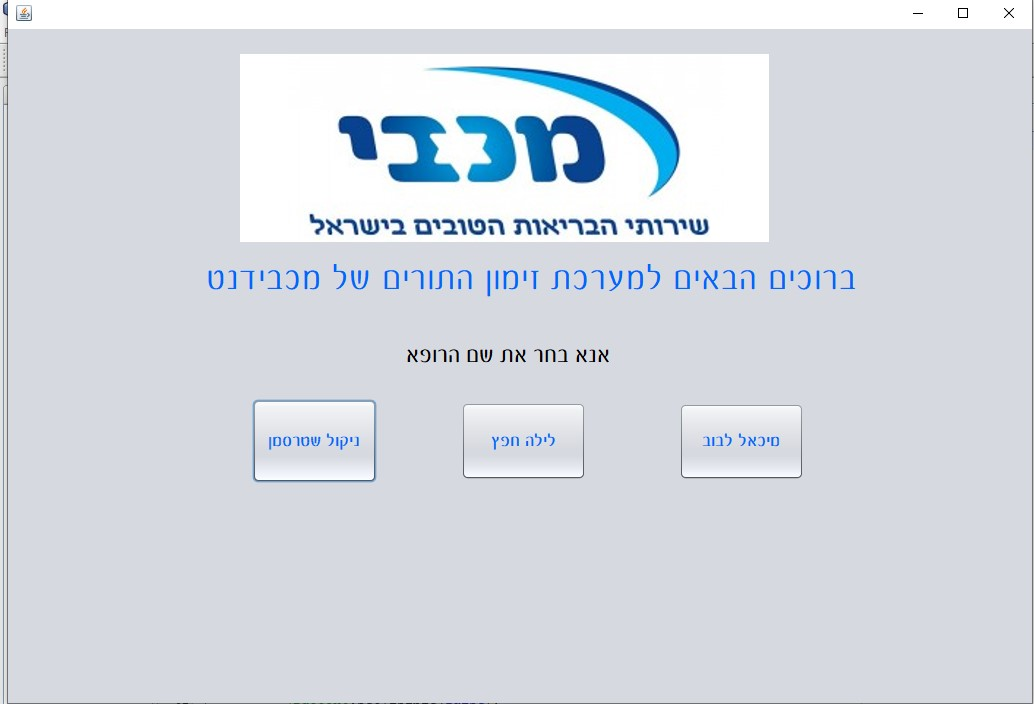 מכבי
שירותי הבריאות הטובים בישראל
ברוכים הבאים למערכת זימון התורים של מכבידנט
אנא בחר את שם הרופא
מיכאל לבוב
לילה חפץ
ניקול שטרסמן